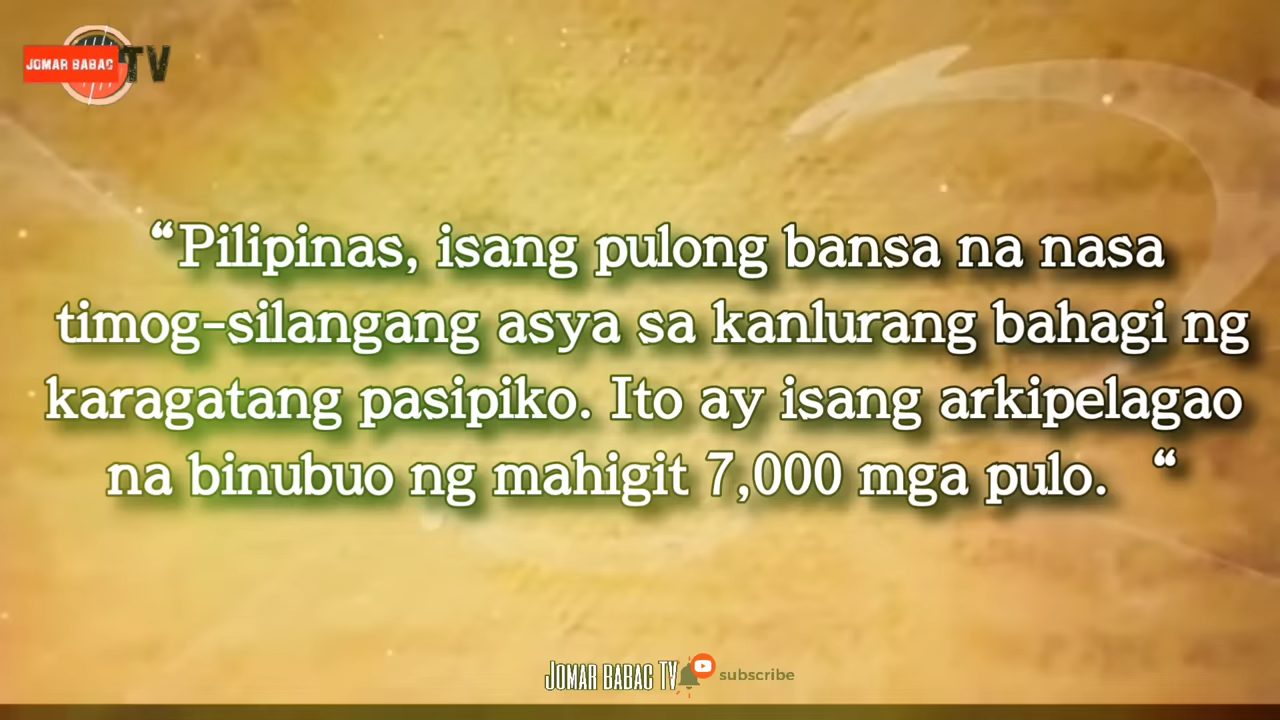 JOMAR BABAC TV
“Pilipinas, isang pulong bansa na nasa
timog-silangang asya sa kanlurang bahagi ng
karagatang pasipiko. Ito ay isang arkipelagao
na binubuo ng mahigit 7,000 mga pulo. “
JOMAR BABAC TV subscribe